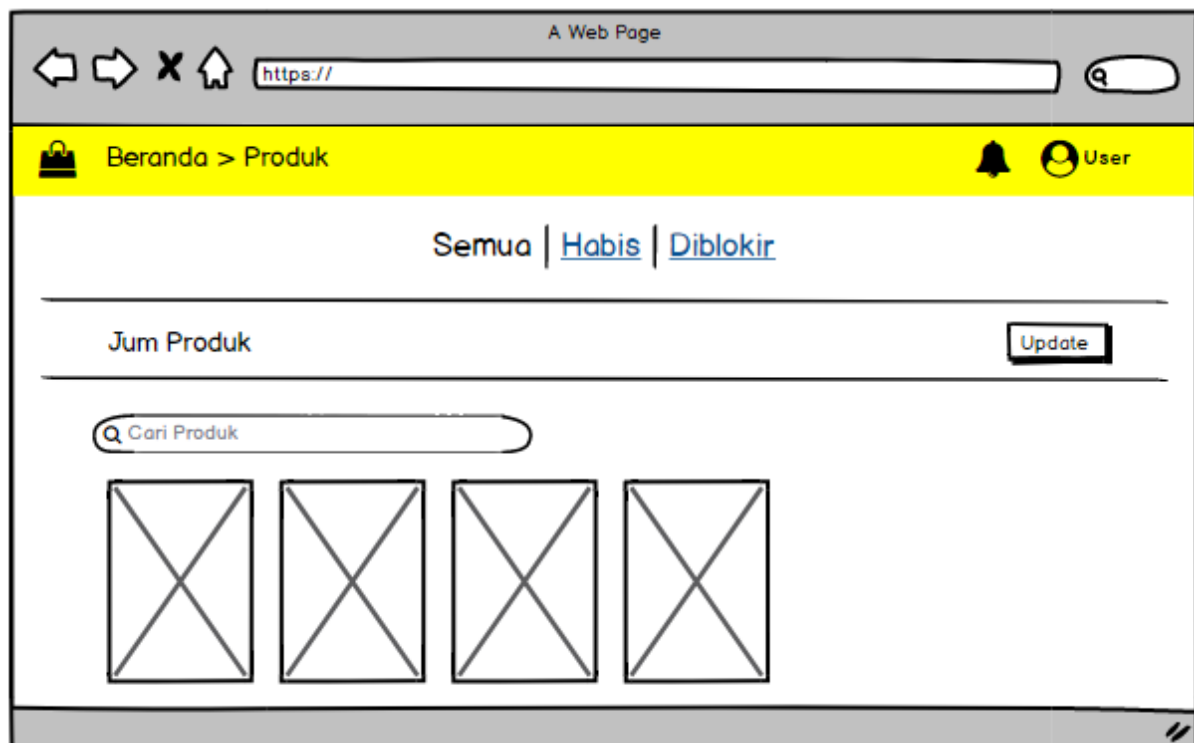 A Web Page
https://
Beranda > Produk
User
Semua | Habis | Diblokir
Jum Produk
Update
Cari Produk